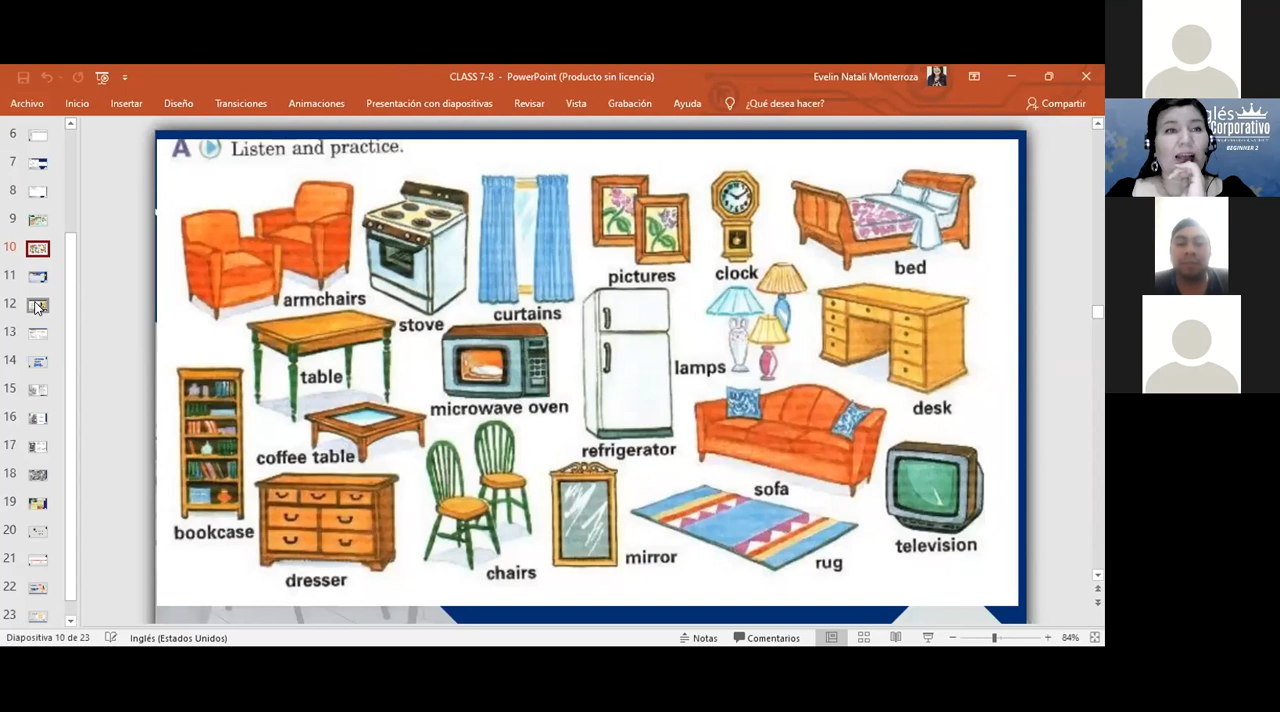 CLASS 7-8 - PowerPoint (Producto sin licencia)
Evelin Natali Monterroza
Archivo Inicio Insertar Diseño Transiciones Animaciones Presentación con diapositivas Revisar Vista Grabación Ayuda ¿Qué desea hacer? Compartir
6
7
8
9
10
11
12
13
14
15
16
17
18
19
20
21
22
23
A Listen and practice.
armchairs
stove
curtains
pictures
clock
bed
table
microwave oven
lamps
desk
coffee table
refrigerator
sofa
bookcase
dresser
chairs
mirror
rug
television
Diapositiva 10 de 23 Inglés (Estados Unidos) Notas Comentarios 84%
Corporativo
BEGINNER 2